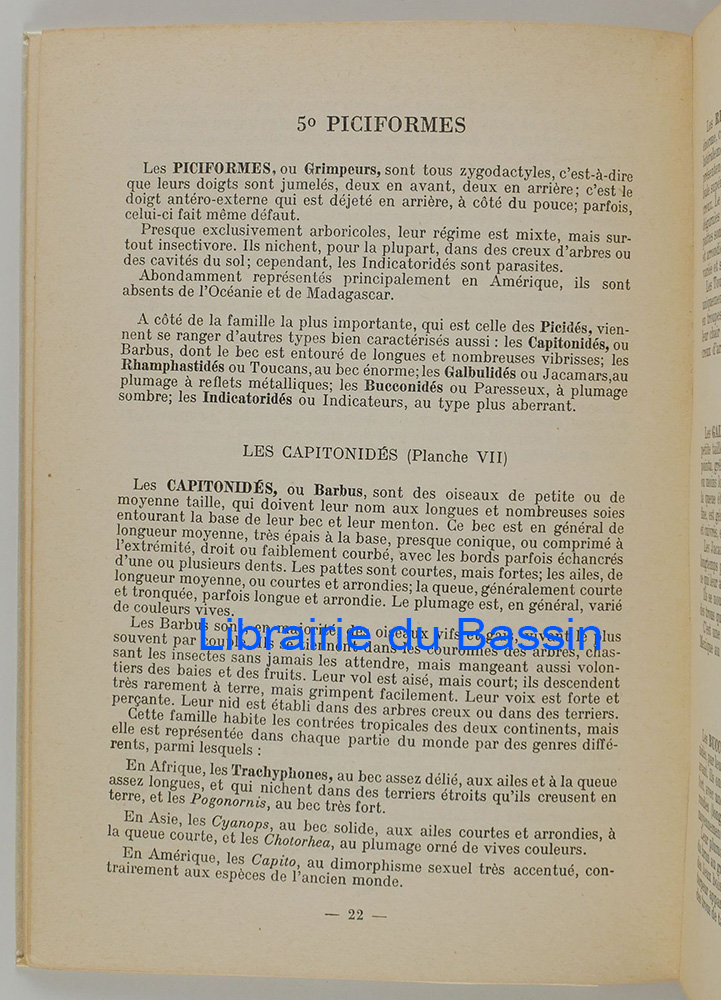 5º PICIFORMES
Les PICIFORMES, ou Grimpeurs, sont tous zygodactyles, c'est-à-dire
que leurs doigts sont jumelés, deux en avant, deux en arrière; c'est le
doigt antéro-externe qui est déjeté en arrière, à côté du pouce; parfois,
celui-ci fait même défaut.
Presque exclusivement arboricoles, leur régime est mixte, mais sur-
tout insectivore. Ils nichent, pour la plupart, dans des creux d'arbres ou
des cavités du sol; cependant, les Indicatoridés sont parasites.
Abondamment représentés principalement en Amérique, ils sont
absents de l'Océanie et de Madagascar.
A côté de la famille la plus importante, qui est celle des Picidés, vien-
nent se ranger d'autres types bien caractérisés aussi : les Capitonidés, ou
Barbus, dont le bec est entouré de longues et nombreuses vibrisses; les
Rhamphastidés ou Toucans, au bec énorme; les Galbulidés ou Jacamars, au
plumage à reflets métalliques; les Bucconidés ou Paresseux, à plumage
sombre; les Indicatoridés ou Indicateurs, au type plus aberrant.
LES CAPITONIDÉS (Planche VII)
Les CAPITONIDÉS, ou Barbus, sont des oiseaux de petite ou de
moyenne taille, qui doivent leur nom aux longues et nombreuses soies
entourant la base de leur bec et leur menton. Ce bec est en général de
longueur moyenne, très épais à la base, presque conique, ou comprimé à
l'extrémité, droit ou faiblement courbé, avec les bords parfois échancrés
d'une ou plusieurs dents. Les pattes sont courtes, mais fortes; les ailes, de
longueur moyenne, ou courtes et arrondies; la queue, généralement courte
et tronquée, parfois longue et arrondie. Le plumage est, en général, varié
de couleurs vives.
Les Barbus sont, en majorité, des oiseaux vifs et gais, vivant le plus
souvent par couple. Ils se tiennent dans les couronnes des arbres, chas-
Librairie du Bassin
sant les insectes sans jamais les attendre, mais mangeant aussi volon-
tiers des baies et des fruits. Leur vol est aisé, mais court; ils descendent
très rarement à terre, mais grimpent facilement. Leur voix est forte et
perçante. Leur nid est établi dans des arbres creux ou dans des terriers.
Cette famille habite les contrées tropicales des deux continents, mais
elle est représentée dans chaque partie du monde par des genres diffé-
rents, parmi lesquels :
En Afrique, les Trachyphones, au bec assez délié, aux ailes et à la queue
assez longues, et qui nichent dans des terriers étroits qu'ils creusent en
terre, et les Pogonornis, au bec très fort.
En Asie, les Cyanops, au bec solide, aux ailes courtes et arrondies, à
la queue courte, et les Chotorhea, au plumage orné de vives couleurs.
En Amérique, les Capito, au dimorphisme sexuel très accentué, con-
trairement aux espèces de l'ancien monde.
— 22 —